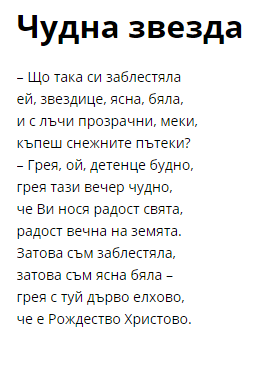 Чудна звезда
– Що така си заблестяла
ей, звездице, ясна, бяла,
и с лъчи прозрачни, меки,
къпеш снежните пътеки?
– Грея, ой, детенце будно,
грея тази вечер чудно,
че Ви нося радост свята,
радост вечна на земята.
Затова съм заблестяла,
затова съм ясна бяла –
грея с туй дърво елхово,
че е Рождество Христово.